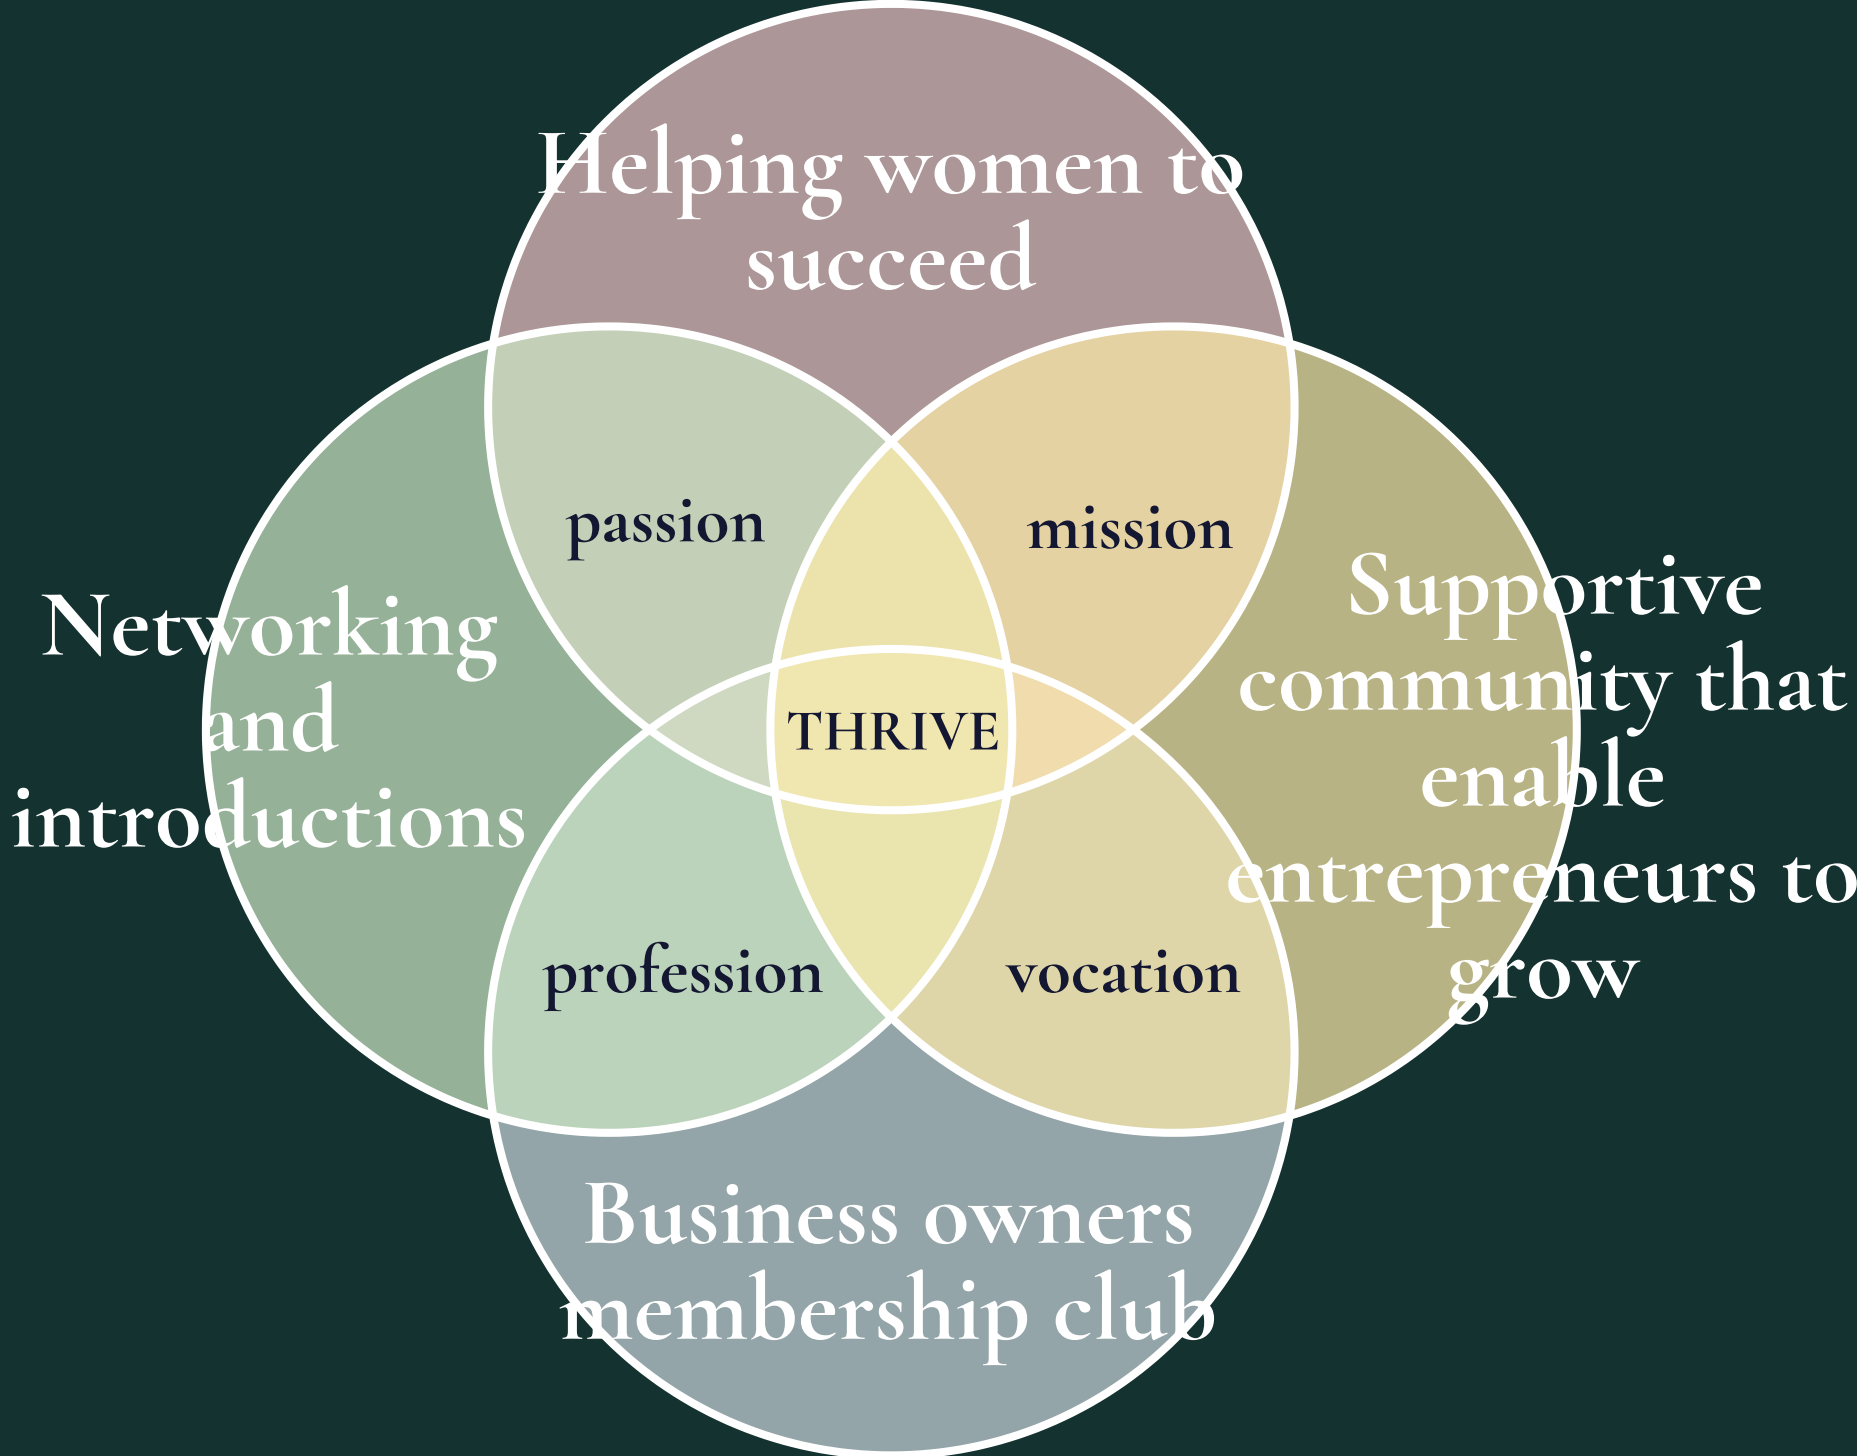 Helping women to
succeed
passion
mission
Networking
and
introductions
THRIVE
Supportive
community that
enable
entrepreneurs to
grow
profession
vocation
Business owners
membership club